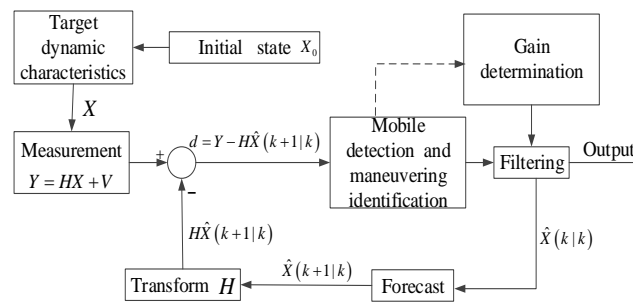 Target
dynamic
characteristics
Initial state X₀
Gain
determination
X
Measurement
Y = HX + V
+
−
d = Y − HX̂(k+1|k)
Mobile
detection and
maneuvering
identification
Filtering
Output
HX̂(k+1|k)
X̂(k|k)
Transform H
X̂(k+1|k)
Forecast